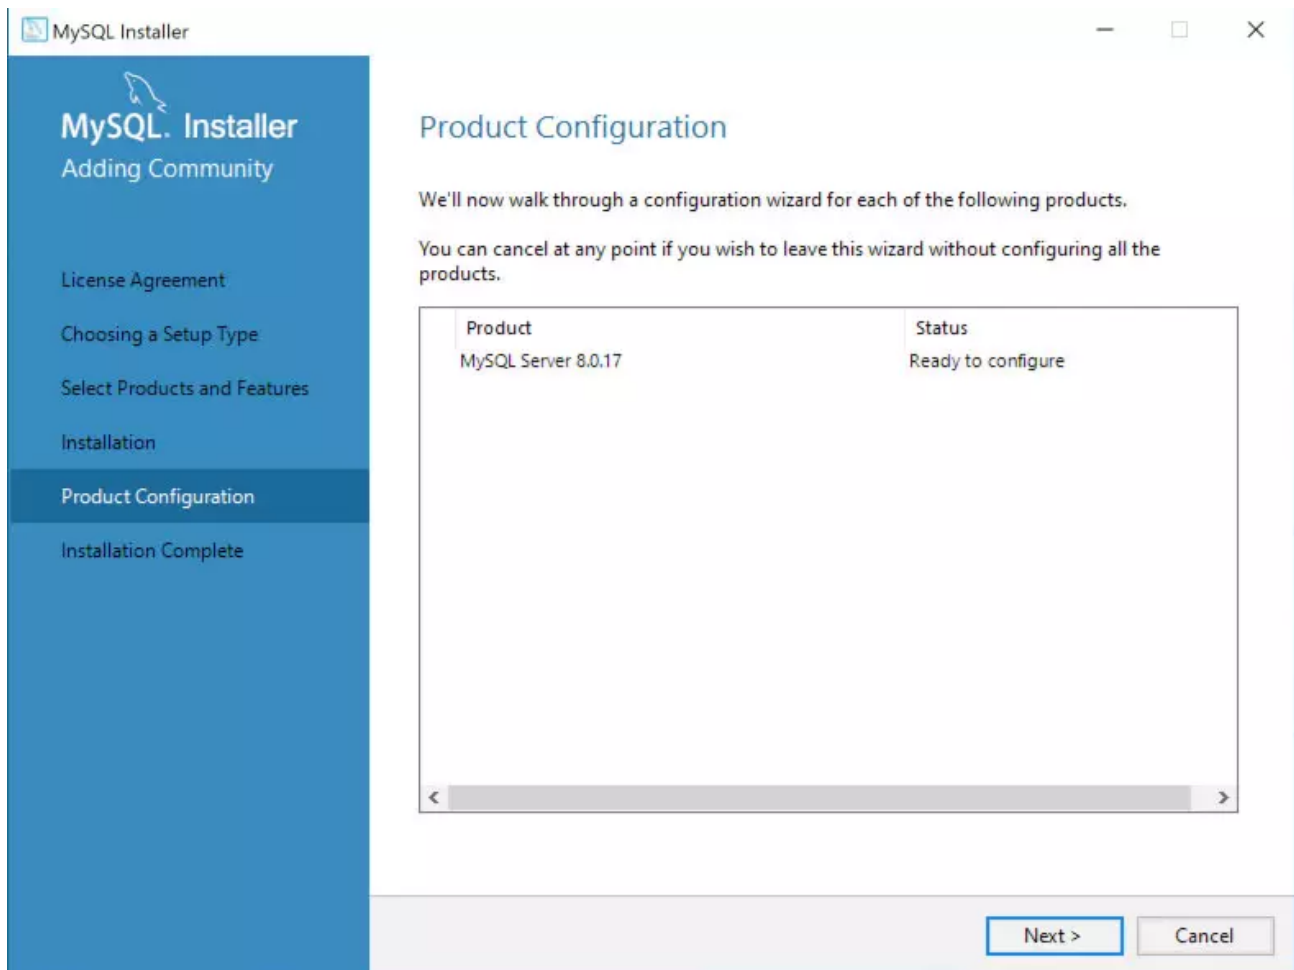 MySQL Installer
MySQL. Installer
Adding Community
License Agreement
Choosing a Setup Type
Select Products and Features
Installation
Product Configuration
Installation Complete
Product Configuration
We'll now walk through a configuration wizard for each of the following products.
You can cancel at any point if you wish to leave this wizard without configuring all the
products.
Product Status
MySQL Server 8.0.17 Ready to configure
Next > Cancel